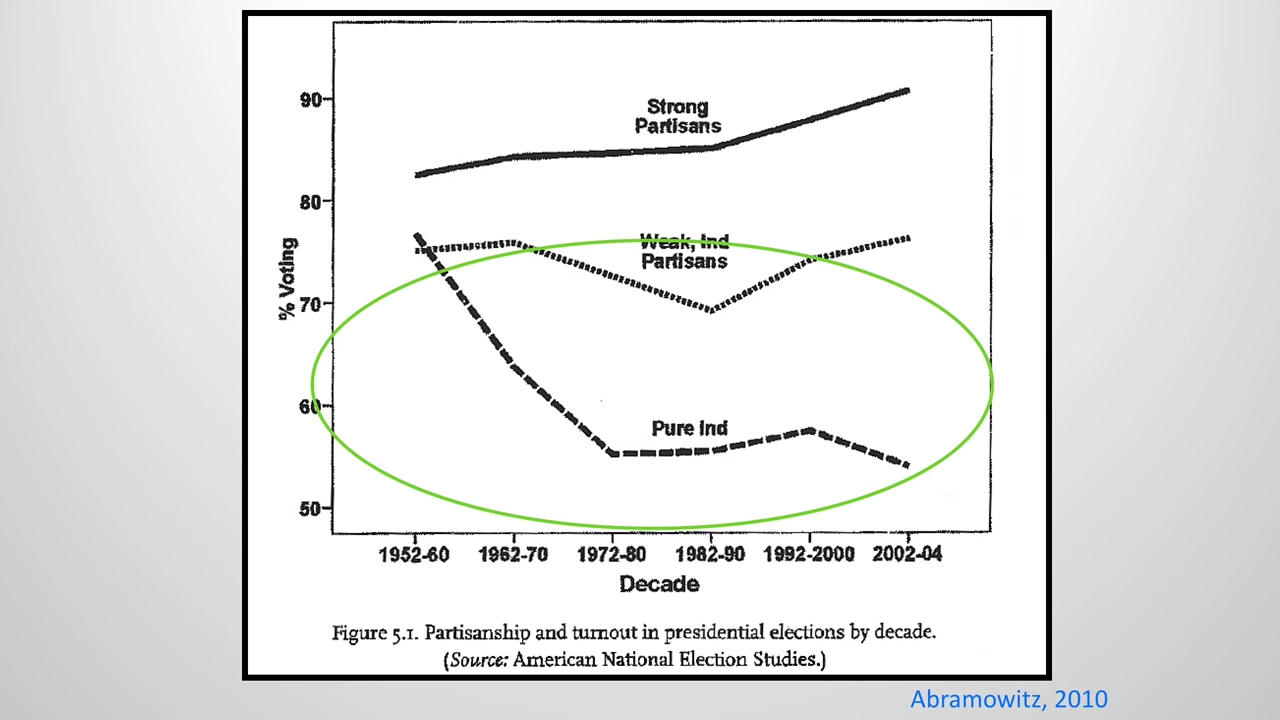 90
Strong
Partisans
80
Weak, Ind
Partisans
% Voting
70
60
Pure Ind
50
1952-60 1962-70 1972-80 1982-90 1992-2000 2002-04
Decade
Figure 5.1. Partisanship and turnout in presidential elections by decade.
(Source: American National Election Studies.)
Abramowitz, 2010